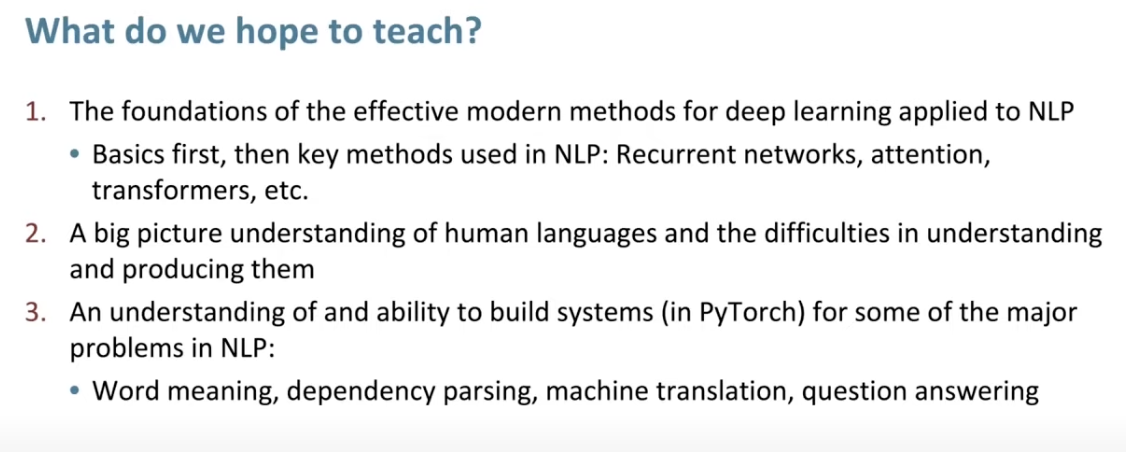 What do we hope to teach?
1. The foundations of the effective modern methods for deep learning applied to NLP
• Basics first, then key methods used in NLP: Recurrent networks, attention,
transformers, etc.
2. A big picture understanding of human languages and the difficulties in understanding
and producing them
3. An understanding of and ability to build systems (in PyTorch) for some of the major
problems in NLP:
• Word meaning, dependency parsing, machine translation, question answering